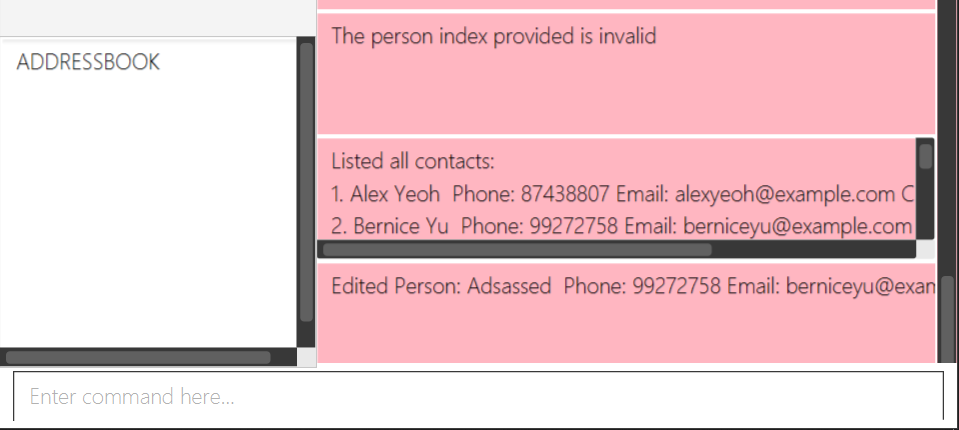 ADDRESSBOOK
The person index provided is invalid
Listed all contacts:
1. Alex Yeoh  Phone: 87438807 Email: alexyeoh@example.com C
2. Bernice Yu  Phone: 99272758 Email: berniceyu@example.com
Edited Person: Adsassed  Phone: 99272758 Email: berniceyu@exam
Enter command here...